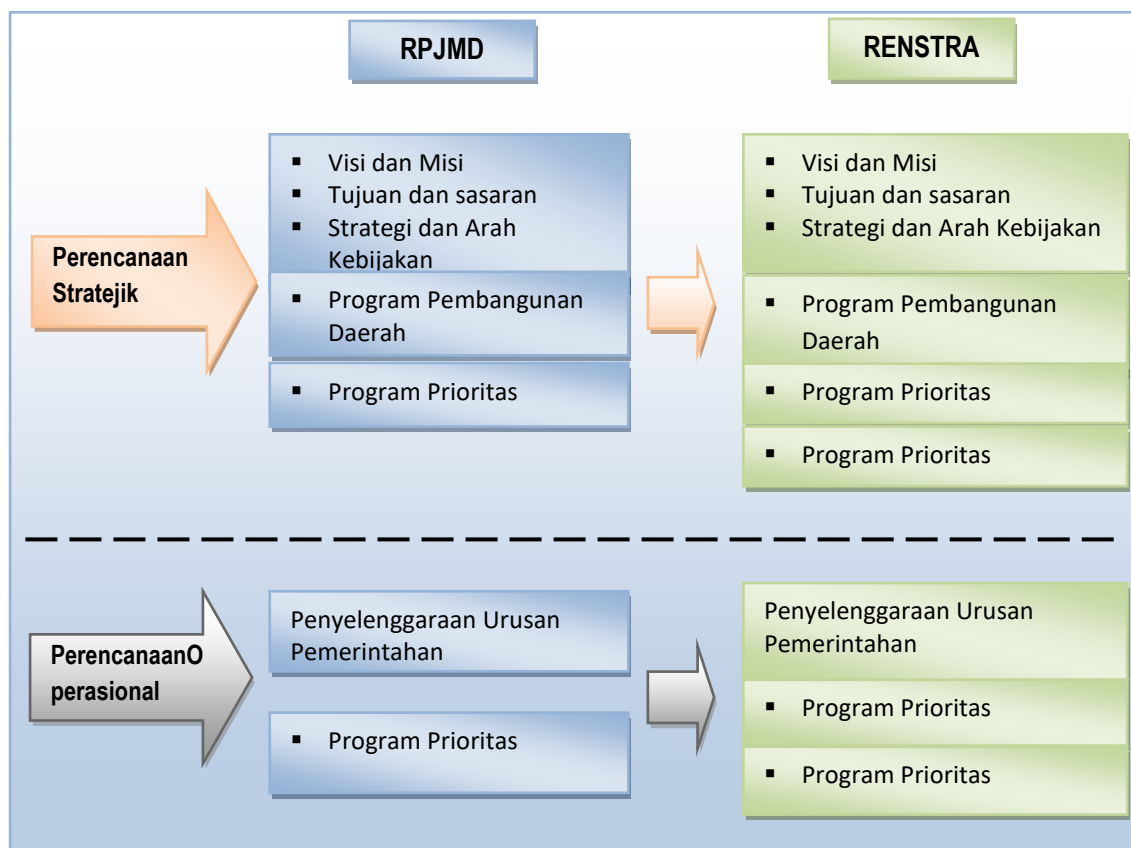 RPJMD
RENSTRA
Perencanaan
Stratejik
▪ Visi dan Misi
▪ Tujuan dan sasaran
▪ Strategi dan Arah
Kebijakan
▪ Program Pembangunan
Daerah
▪ Program Prioritas
▪ Visi dan Misi
▪ Tujuan dan sasaran
▪ Strategi dan Arah Kebijakan
▪ Program Pembangunan
Daerah
▪ Program Prioritas
▪ Program Prioritas
PerencanaanO
perasional
Penyelenggaraan Urusan
Pemerintahan
▪ Program Prioritas
Penyelenggaraan Urusan
Pemerintahan
▪ Program Prioritas
▪ Program Prioritas